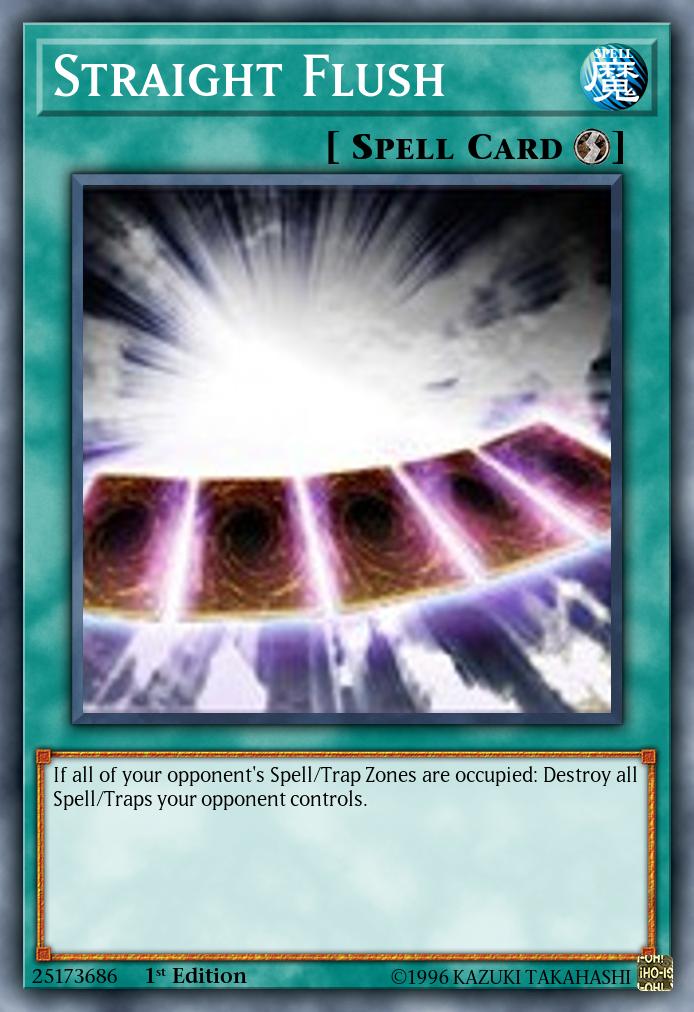 Straight Flush
SPELL
魔
[ Spell Card ]
If all of your opponent's Spell/Trap Zones are occupied: Destroy all
Spell/Traps your opponent controls.
25173686 1st Edition ©1996 KAZUKI TAKAHASHI